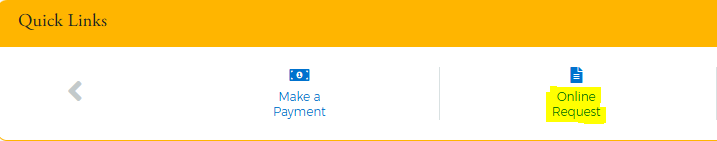 Quick Links
Make a
Payment
Online
Request